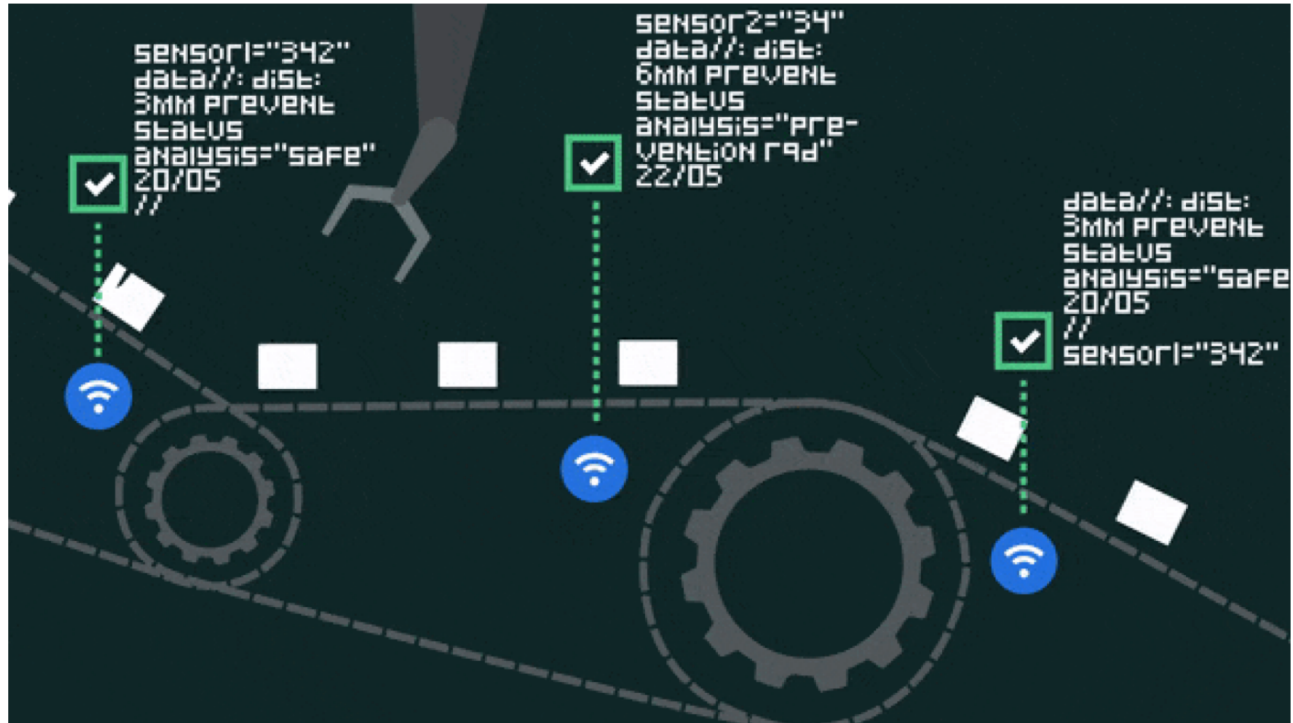 sensor1="342"
data//: dist:
3mm prevent
status
analysis="safe"
20/05
//
sensor2="34"
data//: dist:
6mm prevent
status
analysis="pre-
vention rqd"
22/05
data//: dist:
3mm prevent
status
analysis="safe
20/05
//
sensor1="342"